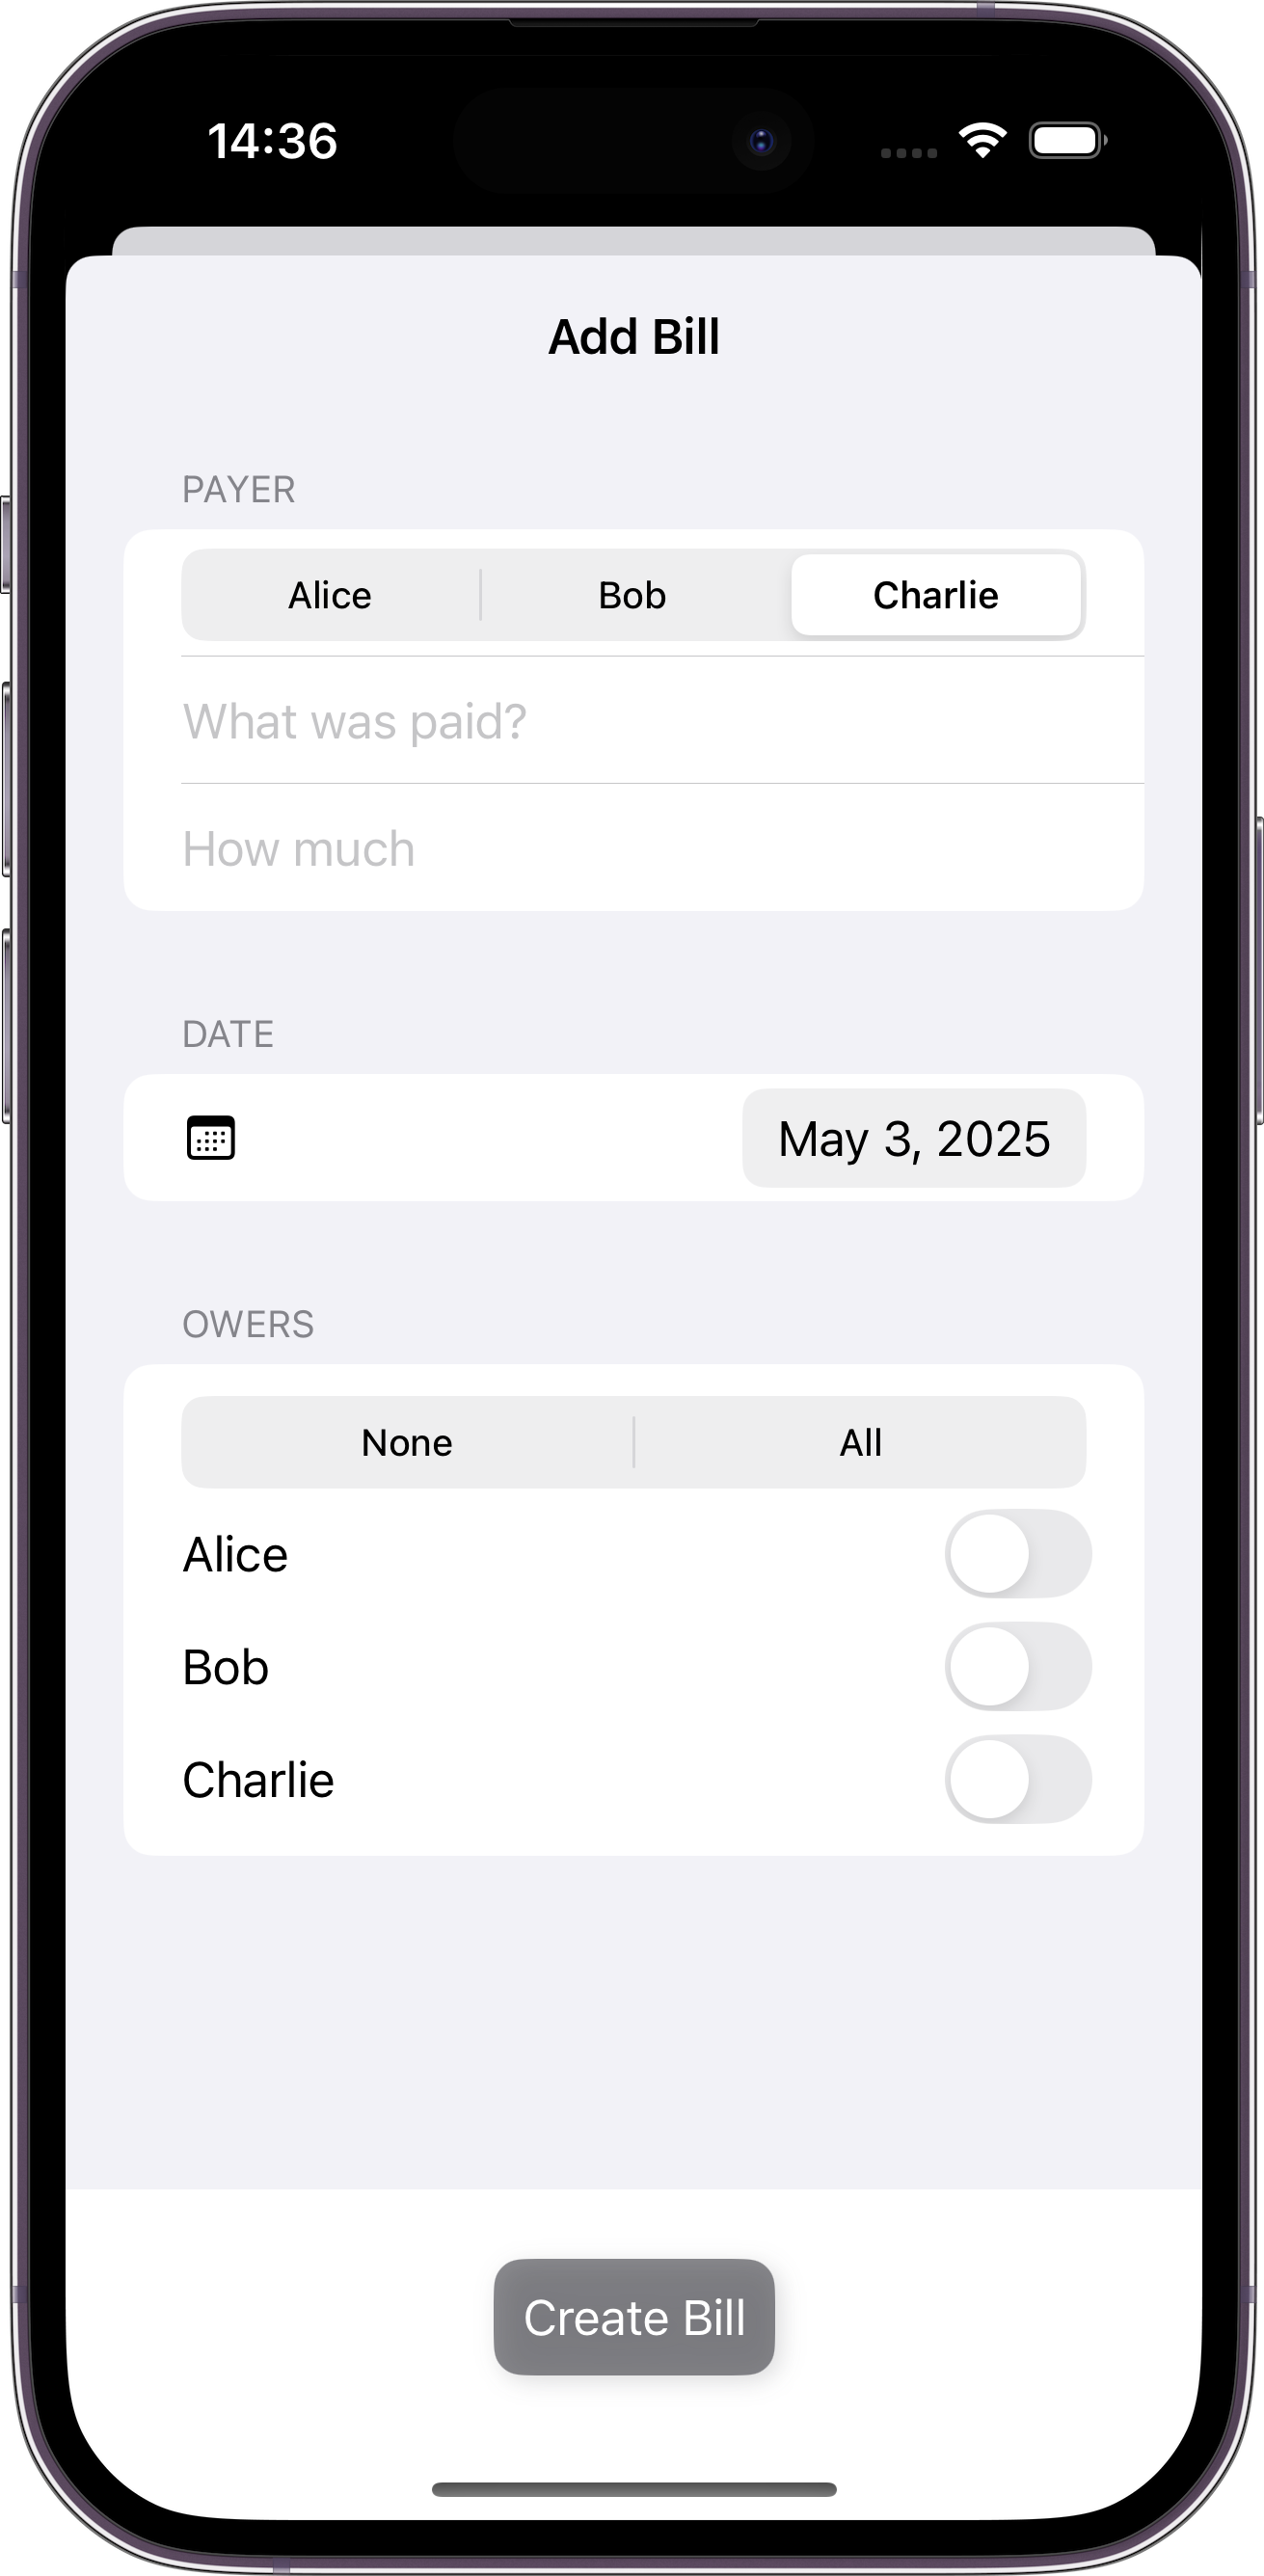 14:36
Add Bill
PAYER
Alice Bob Charlie
What was paid?
How much
DATE
May 3, 2025
OWERS
None All
Alice
Bob
Charlie
Create Bill